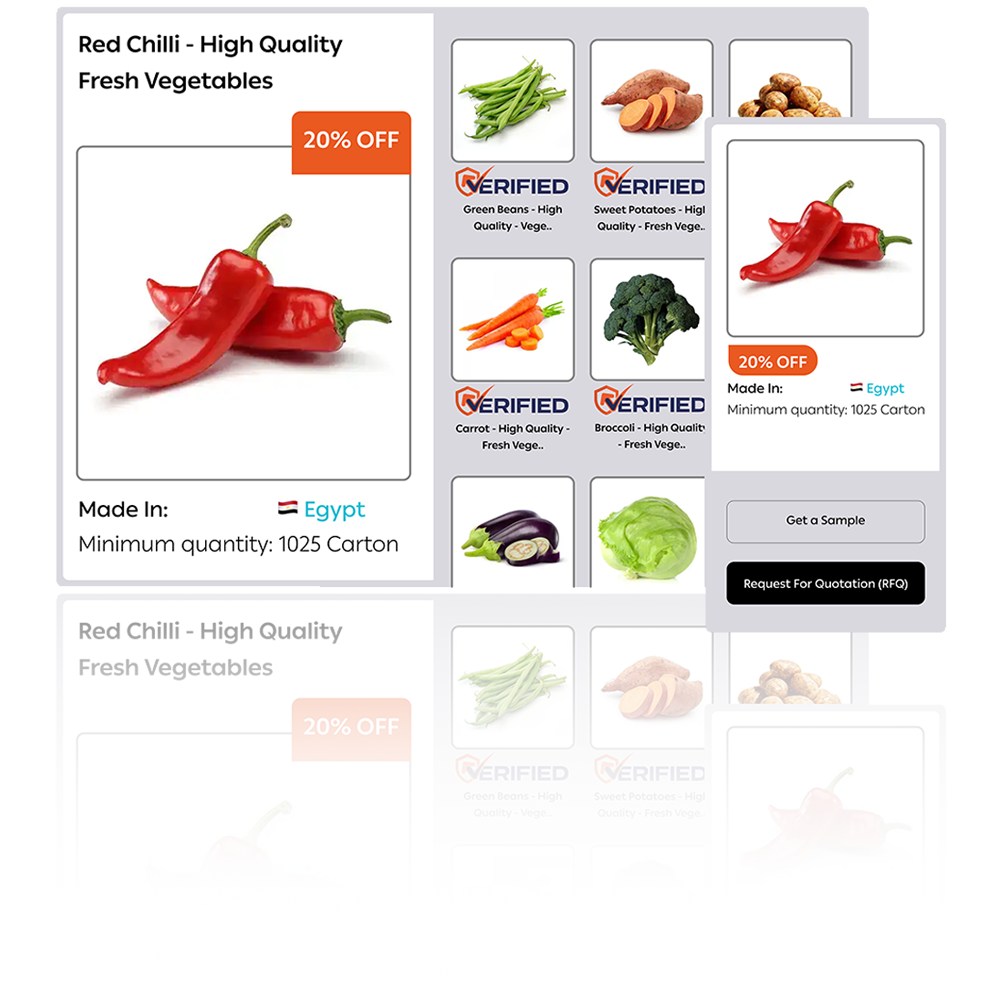 Red Chilli - High Quality
Fresh Vegetables
20% OFF
Made In:
Egypt
Minimum quantity: 1025 Carton
VERIFIED
Green Beans - High
Quality - Vege..
VERIFIED
Sweet Potatoes - High
Quality - Fresh Vege..
VERIFIED
Carrot - High Quality -
Fresh Vege..
VERIFIED
Broccoli - High Quality
- Fresh Vege..
20% OFF
Made In:
Egypt
Minimum quantity: 1025 Carton
Get a Sample
Request For Quotation (RFQ)
Red Chilli - High Quality
Fresh Vegetables
20% OFF
VERIFIED
Green Beans - High
Quality - Vege..
VERIFIED
Sweet Potatoes - High
Quality - Fresh Vege..